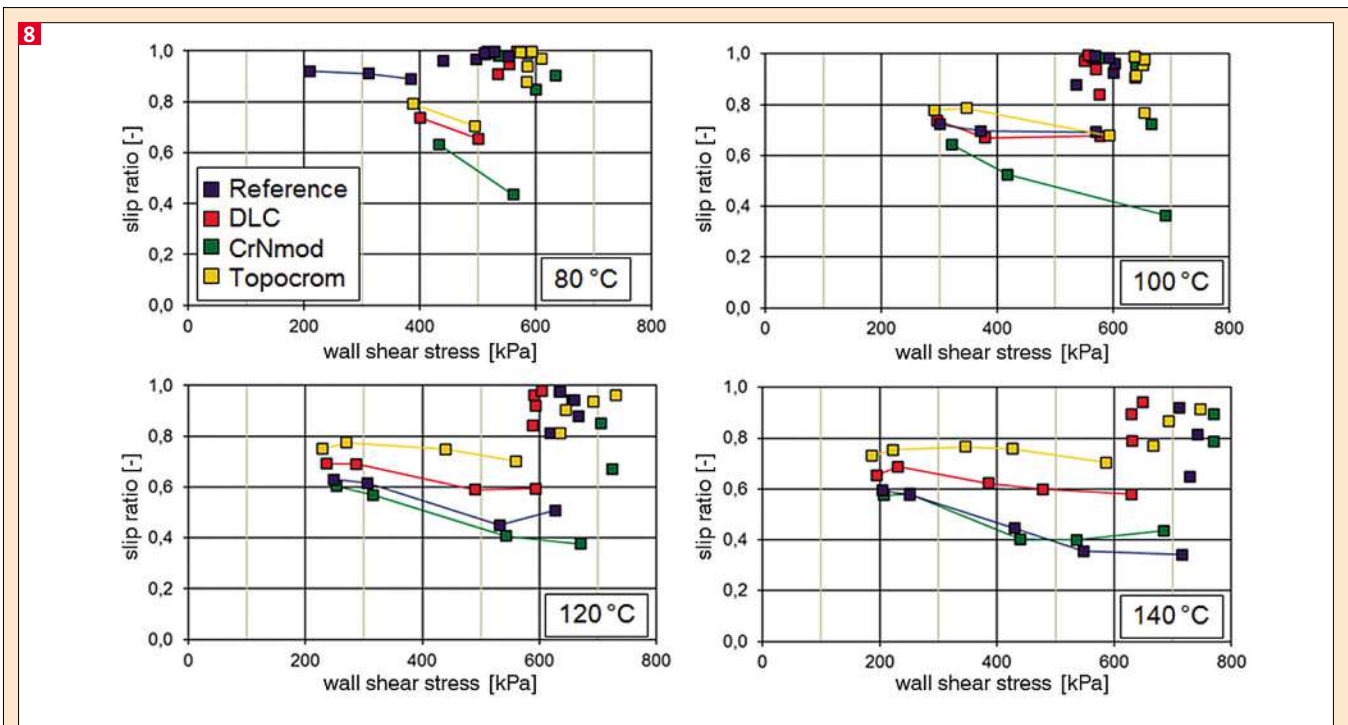 8
1,0
0,8
0,6
0,4
0,2
0,0
slip ratio [-]
Reference
DLC
CrNmod
Topocrom
80 °C
0 200 400 600 800
wall shear stress [kPa]
1,0
0,8
0,6
0,4
0,2
0,0
slip ratio [-]
100 °C
0 200 400 600 800
wall shear stress [kPa]
1,0
0,8
0,6
0,4
0,2
0,0
slip ratio [-]
120 °C
0 200 400 600 800
wall shear stress [kPa]
1,0
0,8
0,6
0,4
0,2
0,0
slip ratio [-]
140 °C
0 200 400 600 800
wall shear stress [kPa]